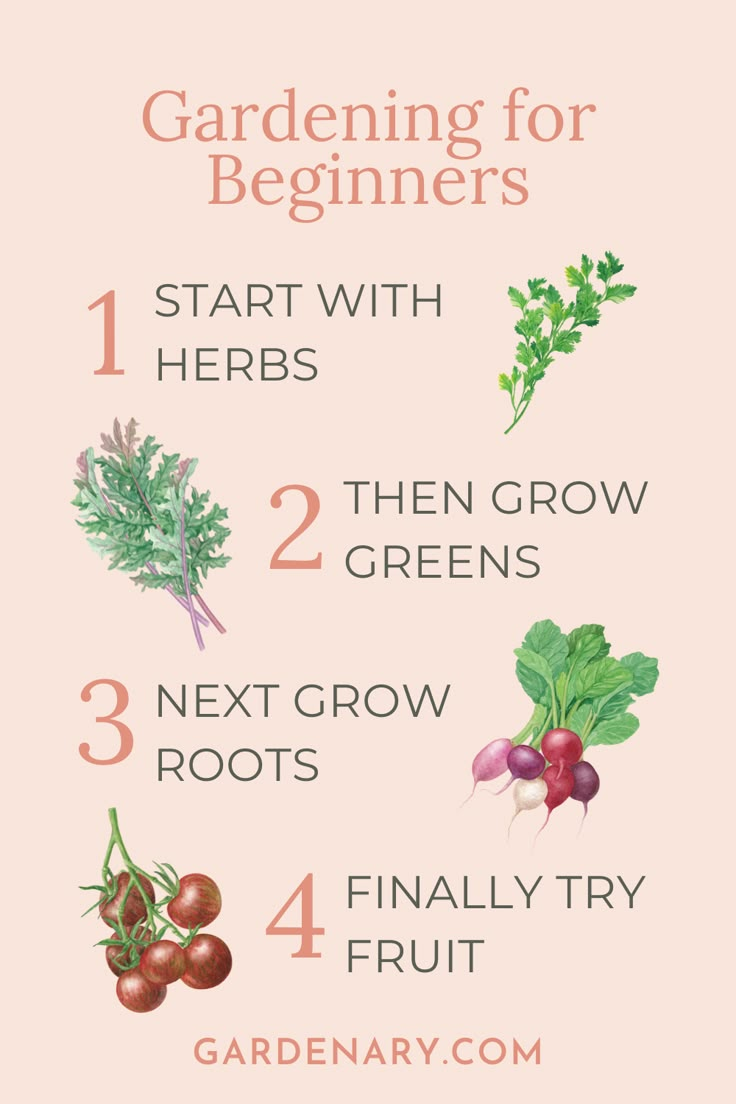 Gardening for
Beginners
1
START WITH
HERBS
2
THEN GROW
GREENS
3
NEXT GROW
ROOTS
4
FINALLY TRY
FRUIT
GARDENARY.COM